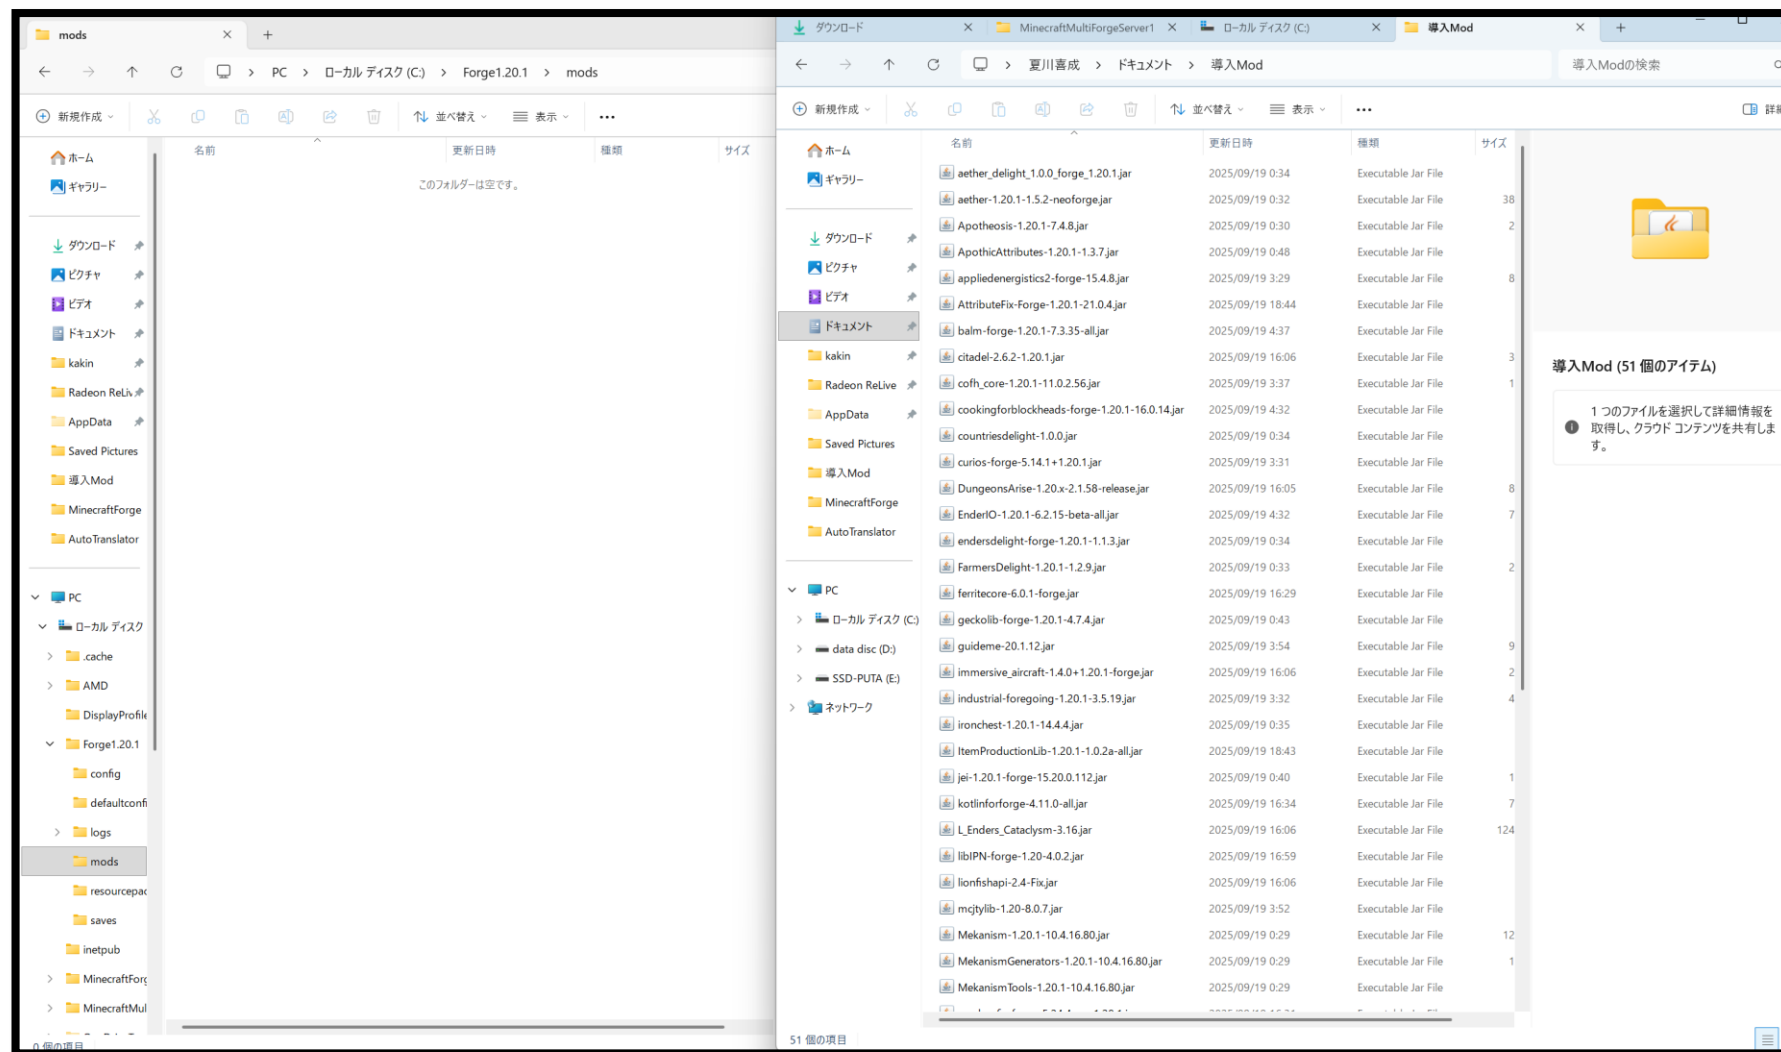 mods
PC > ローカル ディスク (C:) > Forge1.20.1 > mods
新規作成 並べ替え 表示
名前 更新日時 種類 サイズ
このフォルダーは空です。
ホーム
ギャラリー
ダウンロード
ピクチャ
ビデオ
ドキュメント
kakin
Radeon ReLiv
AppData
Saved Pictures
導入Mod
MinecraftForge
AutoTranslator
PC
ローカル ディスク
.cache
AMD
DisplayProfile
Forge1.20.1
config
defaultconfi
logs
mods
resourcepac
saves
inetpub
MinecraftForg
MinecraftMul
0 個の項目
ダウンロード MinecraftMultiForgeServer1 ローカル ディスク (C:) 導入Mod
夏川喜成 > ドキュメント > 導入Mod
導入Modの検索
新規作成 並べ替え 表示 詳細
ホーム
ギャラリー
ダウンロード
ピクチャ
ビデオ
ドキュメント
kakin
Radeon ReLive
AppData
Saved Pictures
導入Mod
MinecraftForge
AutoTranslator
PC
ローカル ディスク (C:)
data disc (D:)
SSD-PUTA (E:)
ネットワーク
名前 更新日時 種類 サイズ
aether_delight_1.0.0_forge_1.20.1.jar 2025/09/19 0:34 Executable Jar File
aether-1.20.1-1.5.2-neoforge.jar 2025/09/19 0:32 Executable Jar File 38
Apotheosis-1.20.1-7.4.8.jar 2025/09/19 0:30 Executable Jar File 2
ApothicAttributes-1.20.1-1.3.7.jar 2025/09/19 0:48 Executable Jar File
appliedenergistics2-forge-15.4.8.jar 2025/09/19 3:29 Executable Jar File 8
AttributeFix-Forge-1.20.1-21.0.4.jar 2025/09/19 18:44 Executable Jar File
balm-forge-1.20.1-7.3.35-all.jar 2025/09/19 4:37 Executable Jar File
citadel-2.6.2-1.20.1.jar 2025/09/19 16:06 Executable Jar File 3
cofh_core-1.20.1-11.0.2.56.jar 2025/09/19 3:37 Executable Jar File 1
cookingforblockheads-forge-1.20.1-16.0.14.jar 2025/09/19 4:32 Executable Jar File
countriesdelight-1.0.0.jar 2025/09/19 0:34 Executable Jar File
curios-forge-5.14.1+1.20.1.jar 2025/09/19 3:31 Executable Jar File
DungeonsArise-1.20.x-2.1.58-release.jar 2025/09/19 16:05 Executable Jar File 8
EnderIO-1.20.1-6.2.15-beta-all.jar 2025/09/19 4:32 Executable Jar File 7
endersdelight-forge-1.20.1-1.1.3.jar 2025/09/19 0:34 Executable Jar File
FarmersDelight-1.20.1-1.2.9.jar 2025/09/19 0:33 Executable Jar File 2
ferritecore-6.0.1-forge.jar 2025/09/19 16:29 Executable Jar File
geckolib-forge-1.20.1-4.7.4.jar 2025/09/19 0:43 Executable Jar File
guideme-20.1.12.jar 2025/09/19 3:54 Executable Jar File 9
immersive_aircraft-1.4.0+1.20.1-forge.jar 2025/09/19 16:06 Executable Jar File 2
industrial-foregoing-1.20.1-3.5.19.jar 2025/09/19 3:32 Executable Jar File 4
ironchest-1.20.1-14.4.4.jar 2025/09/19 0:35 Executable Jar File
ItemProductionLib-1.20.1-1.0.2a-all.jar 2025/09/19 18:43 Executable Jar File
jei-1.20.1-forge-15.20.0.112.jar 2025/09/19 0:40 Executable Jar File 1
kotlinforforge-4.11.0-all.jar 2025/09/19 16:34 Executable Jar File 7
L_Enders_Cataclysm-3.16.jar 2025/09/19 16:06 Executable Jar File 124
libIPN-forge-1.20-4.0.2.jar 2025/09/19 16:59 Executable Jar File
lionfishapi-2.4-Fix.jar 2025/09/19 16:06 Executable Jar File
mcjtylib-1.20-8.0.7.jar 2025/09/19 3:52 Executable Jar File
Mekanism-1.20.1-10.4.16.80.jar 2025/09/19 0:29 Executable Jar File 12
MekanismGenerators-1.20.1-10.4.16.80.jar 2025/09/19 0:29 Executable Jar File 1
MekanismTools-1.20.1-10.4.16.80.jar 2025/09/19 0:29 Executable Jar File
51 個の項目
導入Mod (51 個のアイテム)
1 つのファイルを選択して詳細情報を
取得し、クラウド コンテンツを共有しま
す。